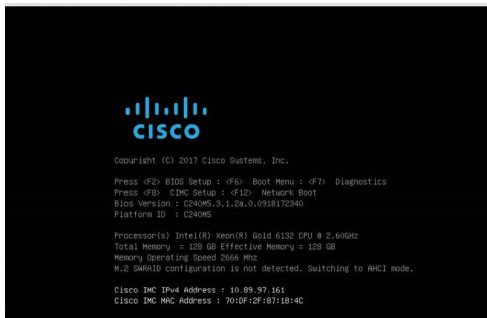 CISCO
Copyright (C) 2017 Cisco Systems, Inc.
Press <F2> BIOS Setup : <F6> Boot Menu : <F7> Diagnostics
Press <F8> CIMC Setup : <F12> Network Boot
Bios Version : C240M5.3.1.2a.0.0918172340
Platform ID : C240M5
Processor(s) Intel(R) Xeon(R) Gold 6132 CPU @ 2.60GHz
Total Memory = 128 GB Effective Memory = 128 GB
Memory Operating Speed 2666 Mhz
M.2 SWRAID configuration is not detected. Switching to AHCI mode.
Cisco IMC IPv4 Address : 10.89.97.161
Cisco IMC MAC Address : 70:DF:2F:87:18:4C